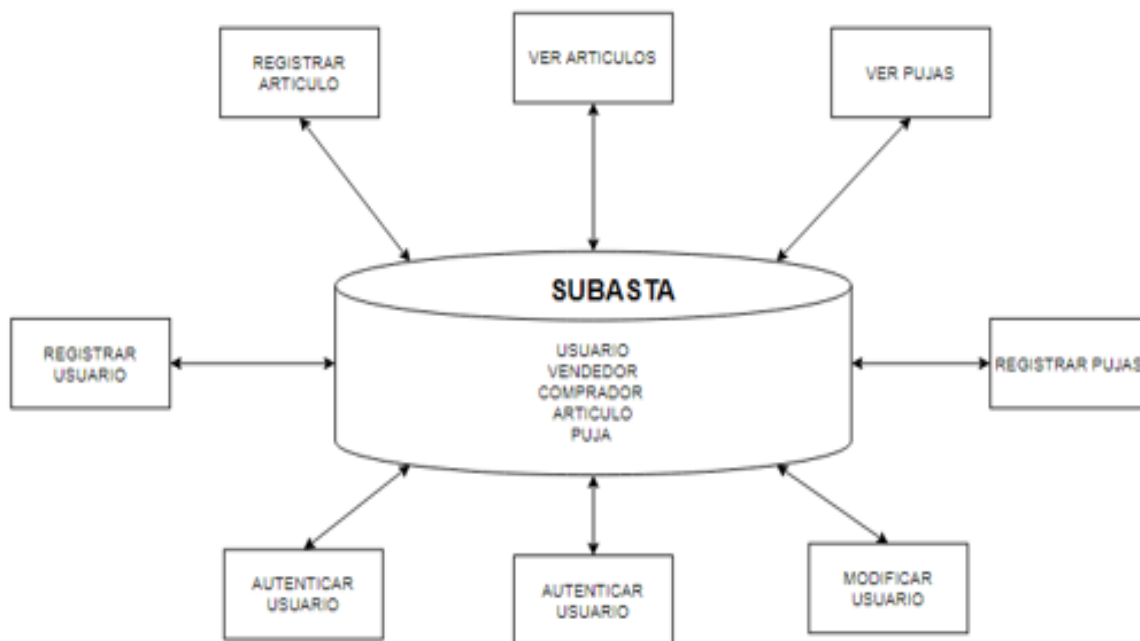 REGISTRAR
ARTICULO
VER ARTICULOS
VER PUJAS
SUBASTA
USUARIO
VENDEDOR
COMPRADOR
ARTICULO
PUJA
REGISTRAR
USUARIO
REGISTRAR PUJAS
AUTENTICAR
USUARIO
AUTENTICAR
USUARIO
MODIFICAR
USUARIO